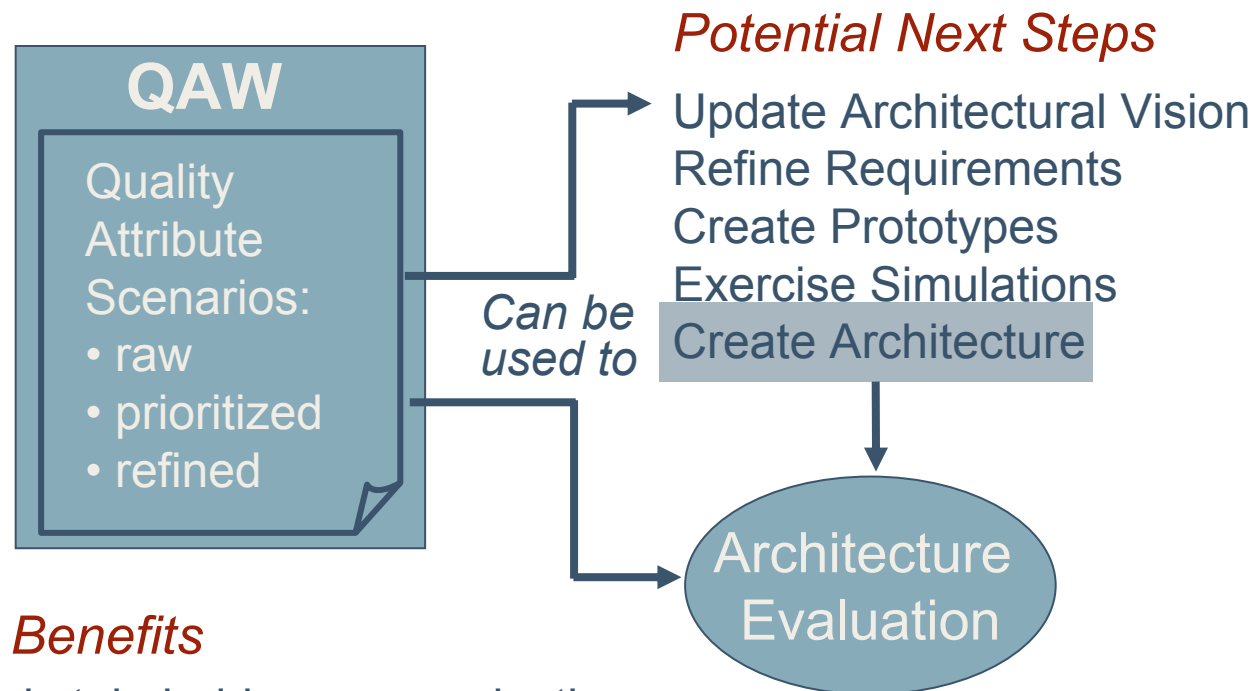 QAW
Quality
Attribute
Scenarios:
• raw
• prioritized
• refined
Can be
used to
Potential Next Steps
Update Architectural Vision
Refine Requirements
Create Prototypes
Exercise Simulations
Create Architecture
Architecture
Evaluation
Benefits